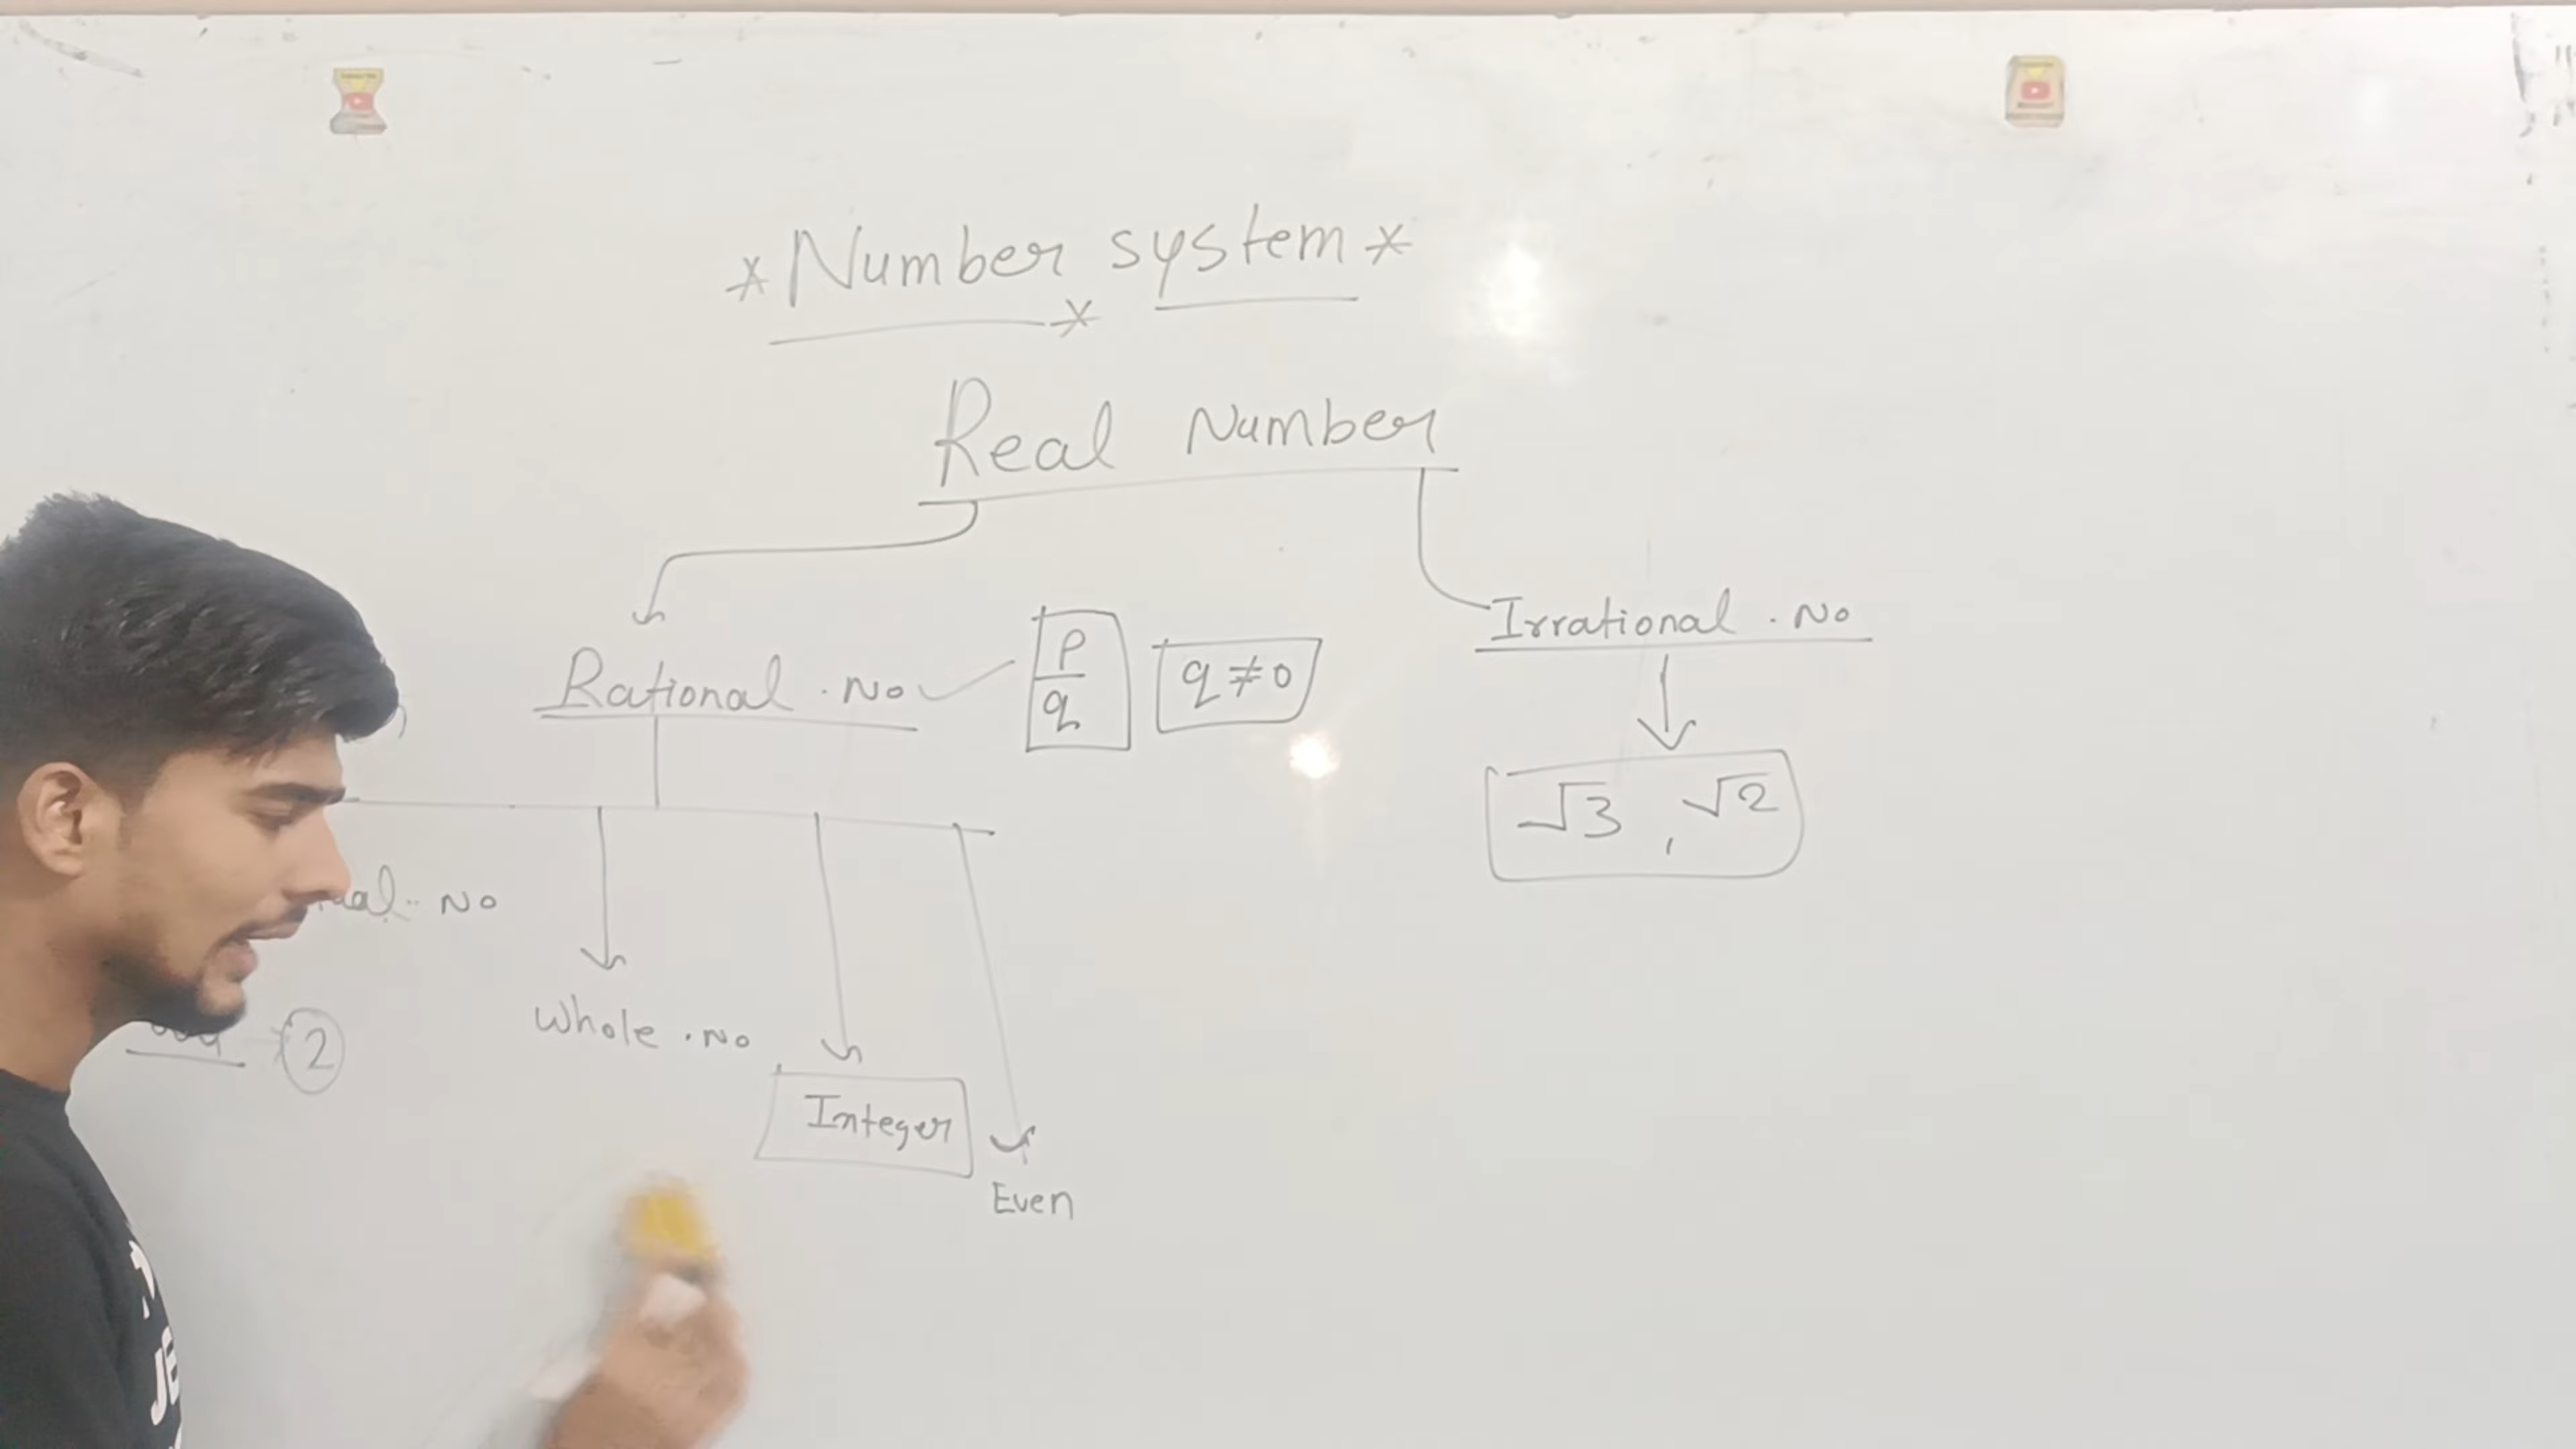 * Number system *
Real Number
Rational . No
p
q
q ≠ 0
Irrational . No
√3 , √2
No
Whole . No
2
Integer
Even